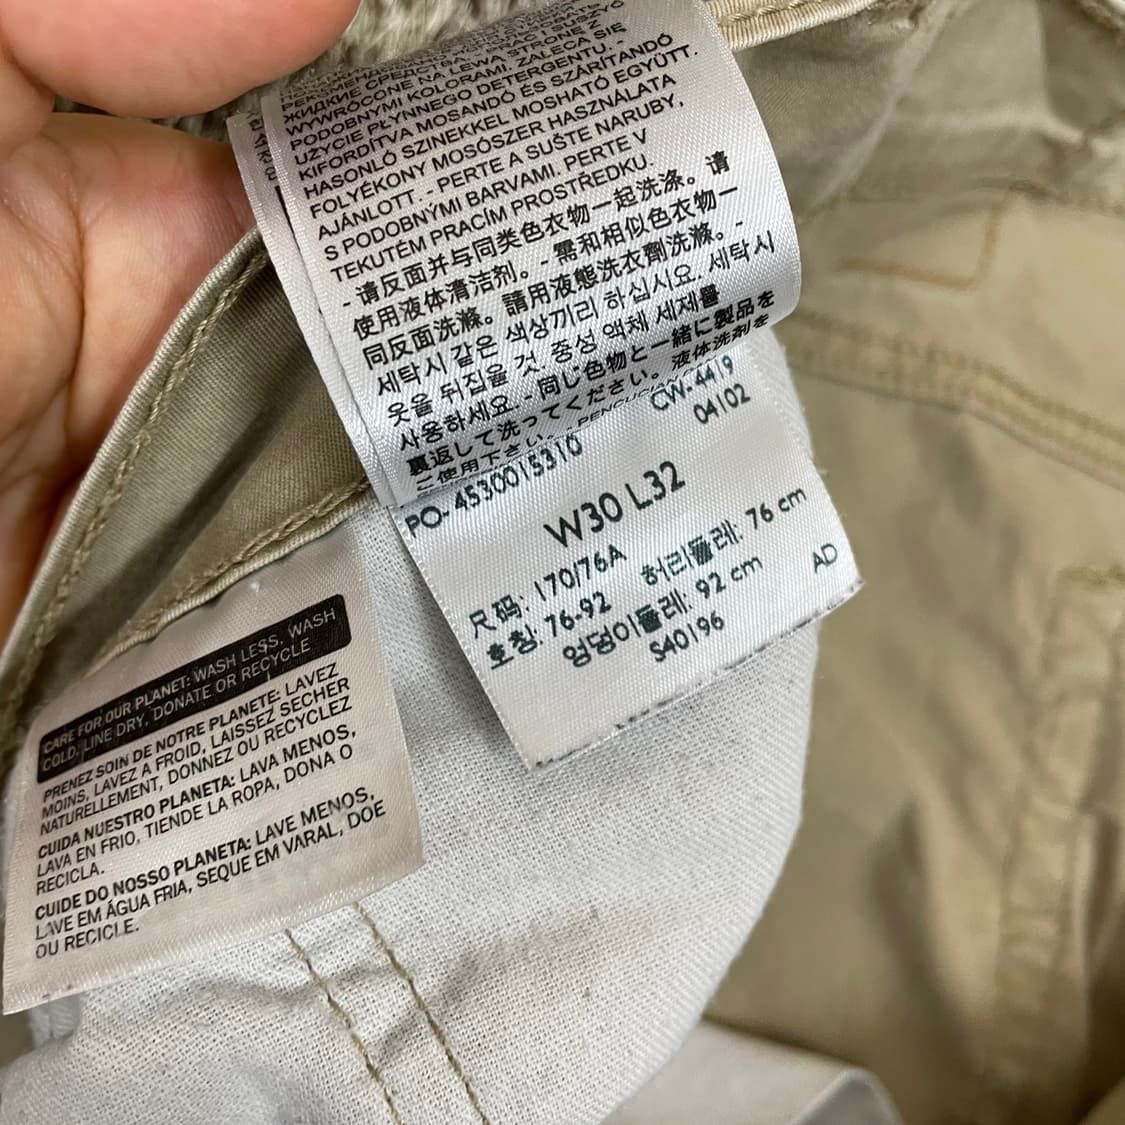 ЖИДКИЕ СРЕДСТВА
WYWRÓCONE NA LEWĄ STRONĘ Z
PODOBNYMI KOLORAMI. ZALECA SIĘ
UŻYCIE PŁYNNEGO DETERGENTU. -
KIFORDÍTVA MOSANDÓ ÉS SZÁRÍTANDÓ
HASONLÓ SZINEKKEL MOSHATÓ EGYÜTT.
FOLYÉKONY MOSÓSZER HASZNÁLATA
AJÁNLOTT. - PERTE A SUŠTE NARUBY,
S PODOBNÝMI BARVAMI. PERTE V
TEKUTÉM PRACÍM PROSTŘEDKU.
- 请反面并与同类色衣物一起洗涤。请
使用液体清洁剂。- 需和相似色衣物一
同反面洗滌。請用液態洗衣劑洗滌。-
세탁시 같은 색상끼리 하십시요. 세탁시
옷을 뒤집을 것. 중성 액체 세제를
사용하세요. - 同じ色物と一緒に製品を
裏返して洗ってください。液体洗剤を
ご使用下さい。
PO- 4530015310
CW- 4419
04102
W30 L32
尺码: 170/76A
호칭: 76-92
허리둘레: 76 cm
엉덩이둘레: 92 cm
S40196
AD
CARE FOR OUR PLANET: WASH LESS, WASH
COLD, LINE DRY, DONATE OR RECYCLE
PRENEZ SOIN DE NOTRE PLANETE: LAVEZ
MOINS, LAVEZ A FROID, LAISSEZ SECHER
NATURELLEMENT, DONNEZ OU RECYCLEZ
CUIDA NUESTRO PLANETA: LAVA MENOS,
LAVA EN FRIO, TIENDE LA ROPA, DONA O
RECICLA.
CUIDE DO NOSSO PLANETA: LAVE MENOS,
LAVE EM ÁGUA FRIA, SEQUE EM VARAL, DOE
OU RECICLE.